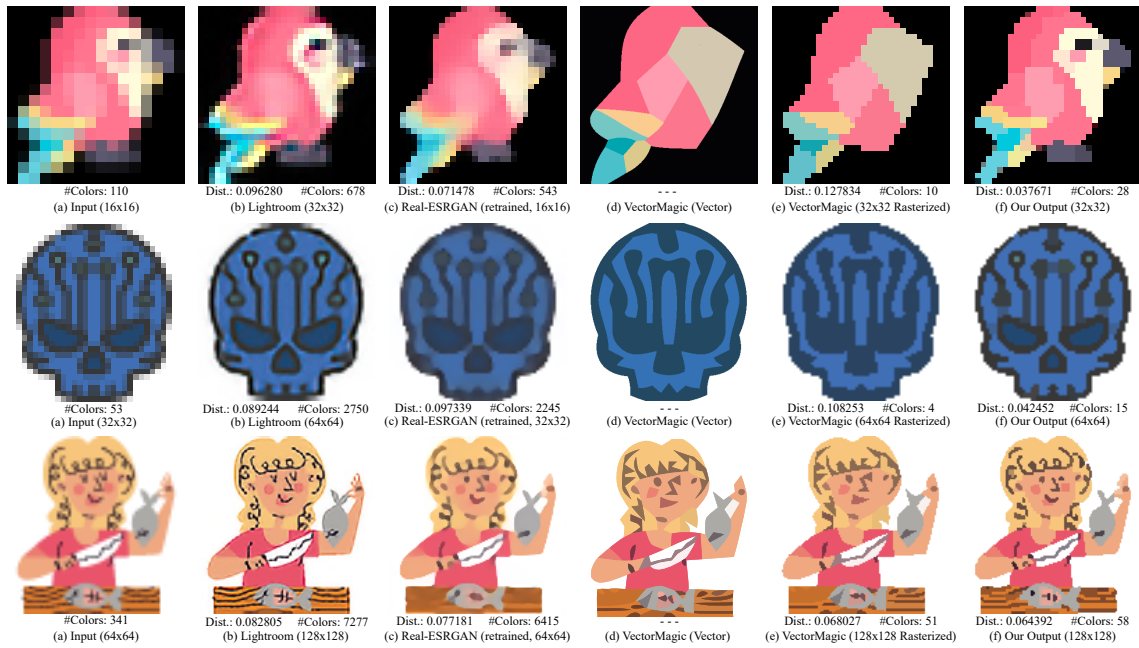 #Colors: 110
Dist.: 0.096280 #Colors: 678
Dist.: 0.071478 #Colors: 543
- - -
Dist.: 0.127834 #Colors: 10
Dist.: 0.037671 #Colors: 28
(a) Input (16x16)
(b) Lightroom (32x32)
(c) Real-ESRGAN (retrained, 16x16)
(d) VectorMagic (Vector)
(e) VectorMagic (32x32 Rasterized)
(f) Our Output (32x32)
#Colors: 53
Dist.: 0.089244 #Colors: 2750
Dist.: 0.097339 #Colors: 2245
- - -
Dist.: 0.108253 #Colors: 4
Dist.: 0.042452 #Colors: 15
(a) Input (32x32)
(b) Lightroom (64x64)
(c) Real-ESRGAN (retrained, 32x32)
(d) VectorMagic (Vector)
(e) VectorMagic (64x64 Rasterized)
(f) Our Output (64x64)
#Colors: 341
Dist.: 0.082805 #Colors: 7277
Dist.: 0.077181 #Colors: 6415
- - -
Dist.: 0.068027 #Colors: 51
Dist.: 0.064392 #Colors: 58
(a) Input (64x64)
(b) Lightroom (128x128)
(c) Real-ESRGAN (retrained, 64x64)
(d) VectorMagic (Vector)
(e) VectorMagic (128x128 Rasterized)
(f) Our Output (128x128)